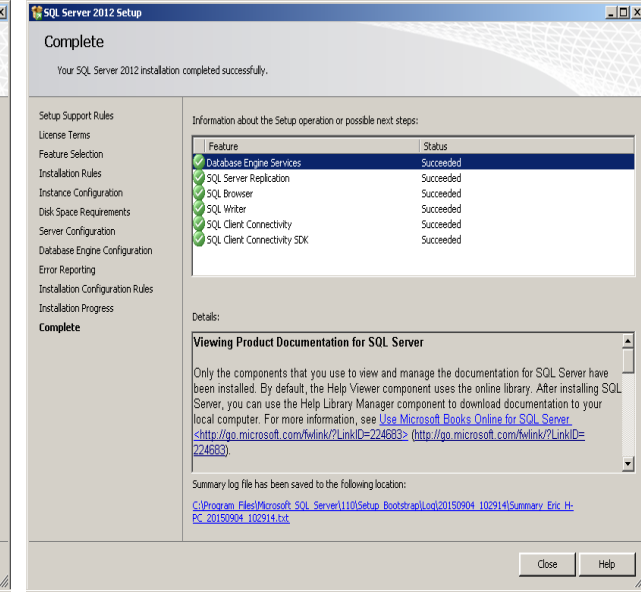 SQL Server 2012 Setup
Complete
Your SQL Server 2012 installation completed successfully.
Setup Support Rules
License Terms
Feature Selection
Installation Rules
Instance Configuration
Disk Space Requirements
Server Configuration
Database Engine Configuration
Error Reporting
Installation Configuration Rules
Installation Progress
Complete
Information about the Setup operation or possible next steps:
Feature Status
Database Engine Services Succeeded
SQL Server Replication Succeeded
SQL Browser Succeeded
SQL Writer Succeeded
SQL Client Connectivity Succeeded
SQL Client Connectivity SDK Succeeded
Details:
Viewing Product Documentation for SQL Server
Only the components that you use to view and manage the documentation for SQL Server have
been installed. By default, the Help Viewer component uses the online library. After installing SQL
Server, you can use the Help Library Manager component to download documentation to your
local computer. For more information, see Use Microsoft Books Online for SQL Server
<http://go.microsoft.com/fwlink/?LinkID=224683> (http://go.microsoft.com/fwlink/?LinkID=
224683).
Summary log file has been saved to the following location:
C:\Program Files\Microsoft SQL Server\110\Setup Bootstrap\Log\20150904_102914\Summary_Eric_H-
PC_20150904_102914.txt
Close Help